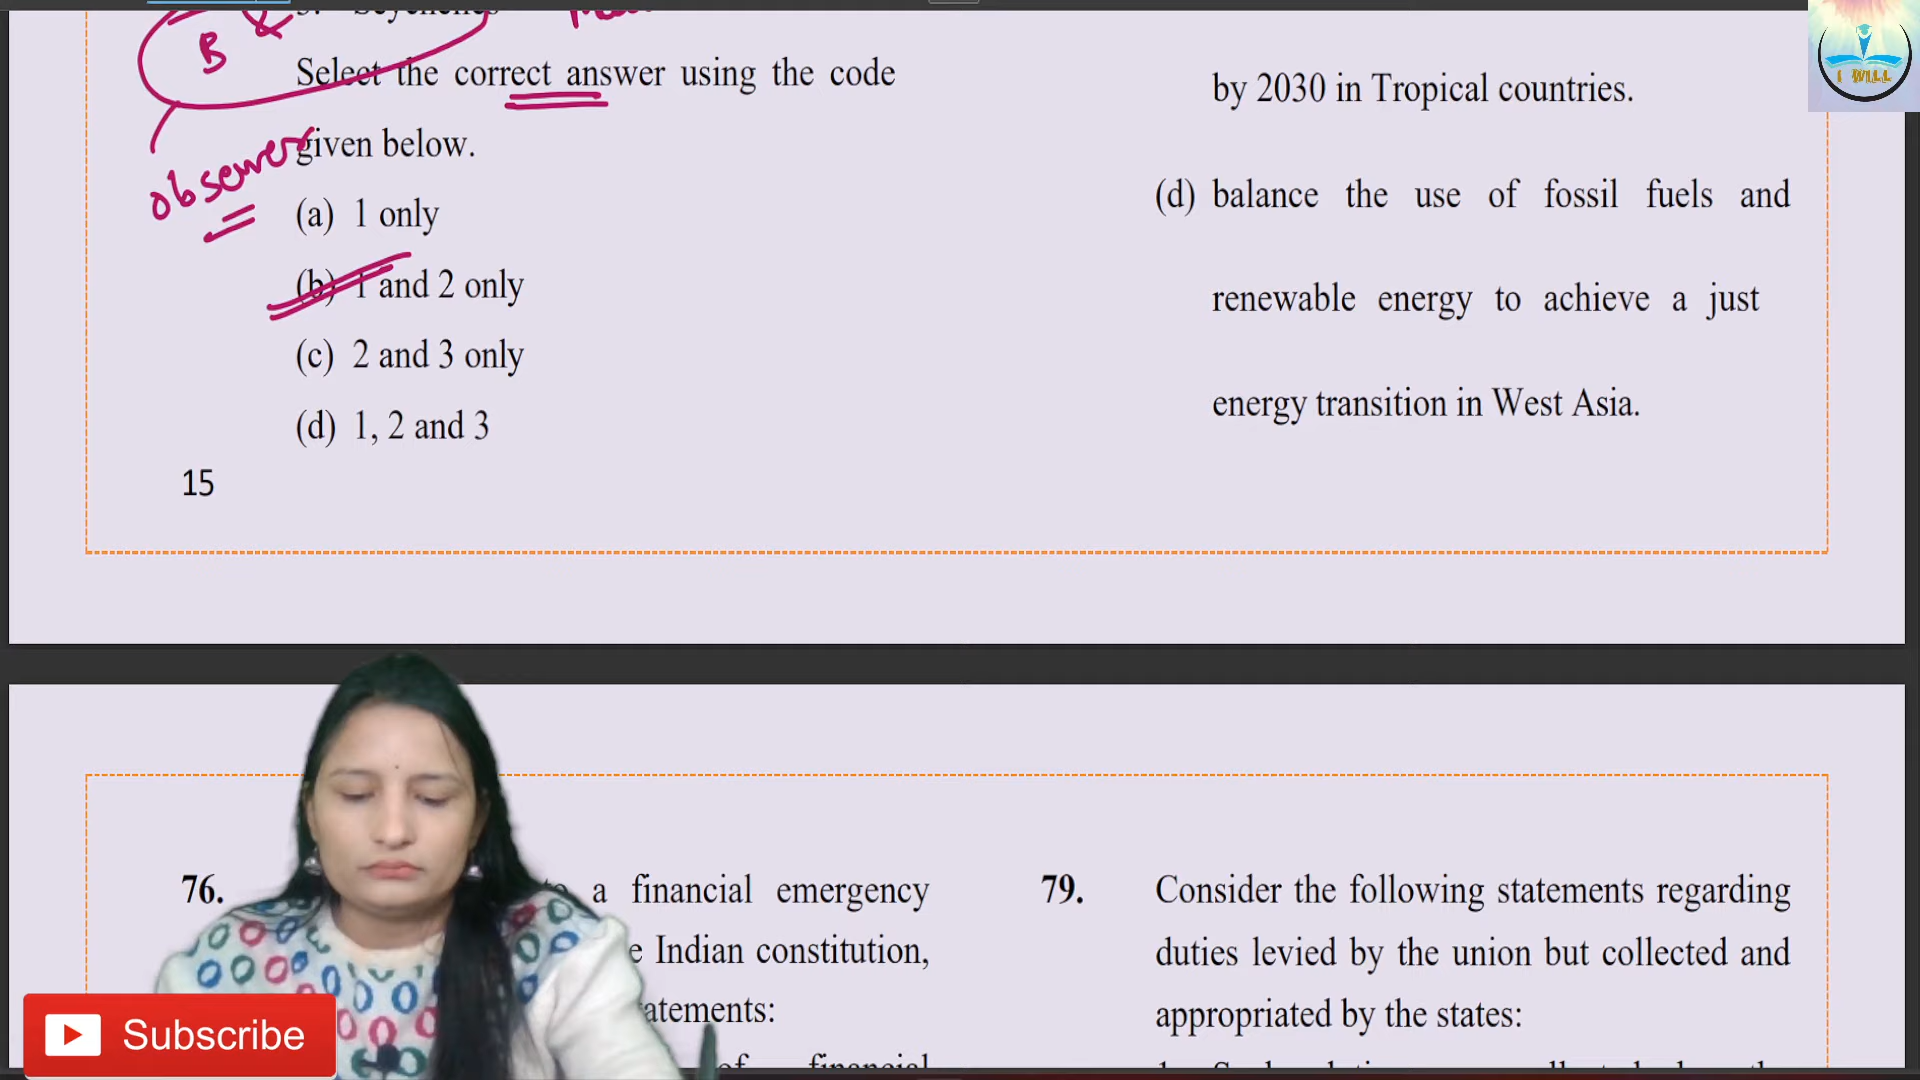 B &
Select the correct answer using the code
given below.
observer
(a) 1 only
(b) 1 and 2 only
(c) 2 and 3 only
(d) 1, 2 and 3
15
by 2030 in Tropical countries.
(d) balance the use of fossil fuels and
renewable energy to achieve a just
energy transition in West Asia.
I WILL
76. a financial emergency
Indian constitution,
79. Consider the following statements regarding
duties levied by the union but collected and
appropriated by the states:
Subscribe